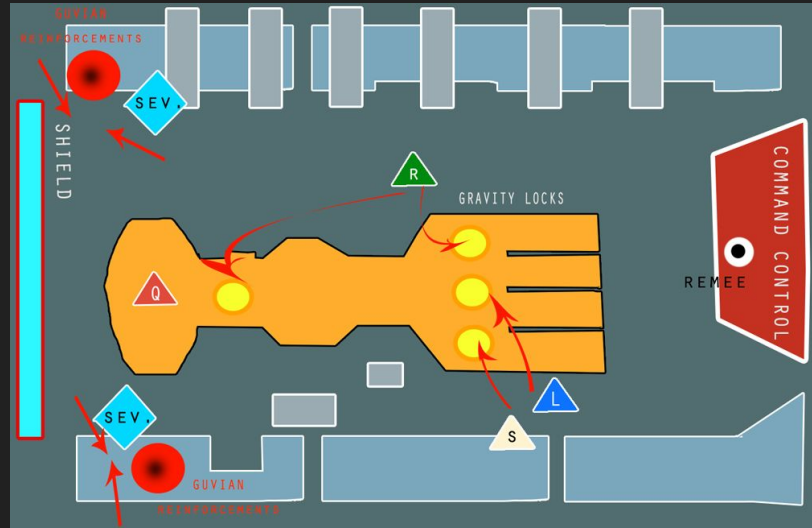 GUVIAN
REINFORCEMENTS
SEV.
SHIELD
R
GRAVITY LOCKS
COMMAND CONTROL
REMEE
Q
SEV.
L
S
GUVIAN
REINFORCEMENTS